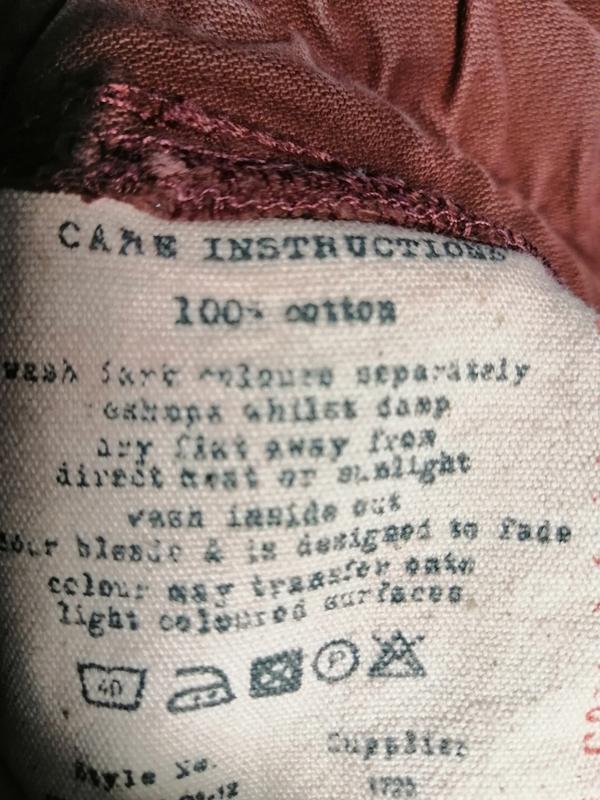 CARE INSTRUCTIONS
100% cotton
wash dark colours separately
reshape whilst damp
dry flat away from
direct heat or sunlight
wash inside out
bleeds & is designed to fade
colour may transfer onto
light coloured surfaces
40
P
Style No. Supplier